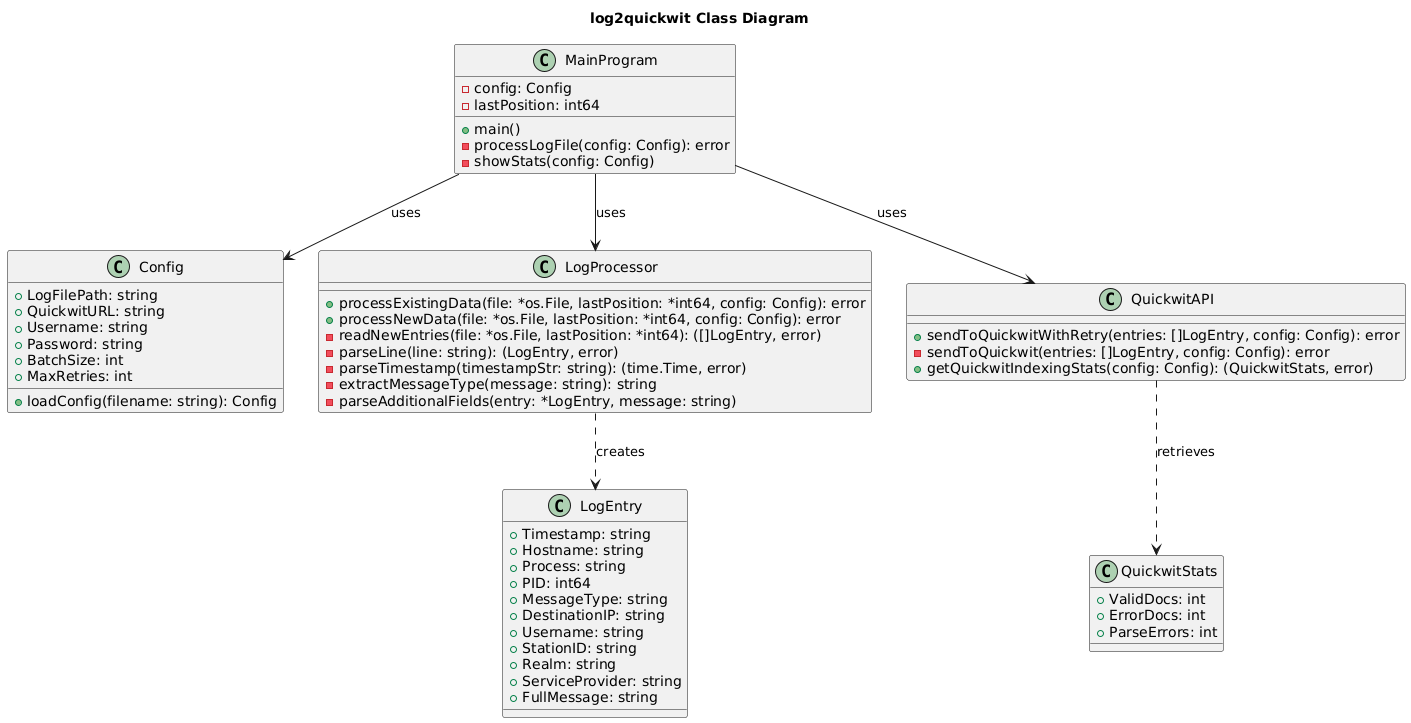 log2quickwit Class Diagram
C MainProgram
config: Config
lastPosition: int64
main()
processLogFile(config: Config): error
showStats(config: Config)
uses
uses
uses
C Config
LogFilePath: string
QuickwitURL: string
Username: string
Password: string
BatchSize: int
MaxRetries: int
loadConfig(filename: string): Config
C LogProcessor
processExistingData(file: *os.File, lastPosition: *int64, config: Config): error
processNewData(file: *os.File, lastPosition: *int64, config: Config): error
readNewEntries(file: *os.File, lastPosition: *int64): ([]LogEntry, error)
parseLine(line: string): (LogEntry, error)
parseTimestamp(timestampStr: string): (time.Time, error)
extractMessageType(message: string): string
parseAdditionalFields(entry: *LogEntry, message: string)
C QuickwitAPI
sendToQuickwitWithRetry(entries: []LogEntry, config: Config): error
sendToQuickwit(entries: []LogEntry, config: Config): error
getQuickwitIndexingStats(config: Config): (QuickwitStats, error)
creates
retrieves
C LogEntry
Timestamp: string
Hostname: string
Process: string
PID: int64
MessageType: string
DestinationIP: string
Username: string
StationID: string
Realm: string
ServiceProvider: string
FullMessage: string
C QuickwitStats
ValidDocs: int
ErrorDocs: int
ParseErrors: int